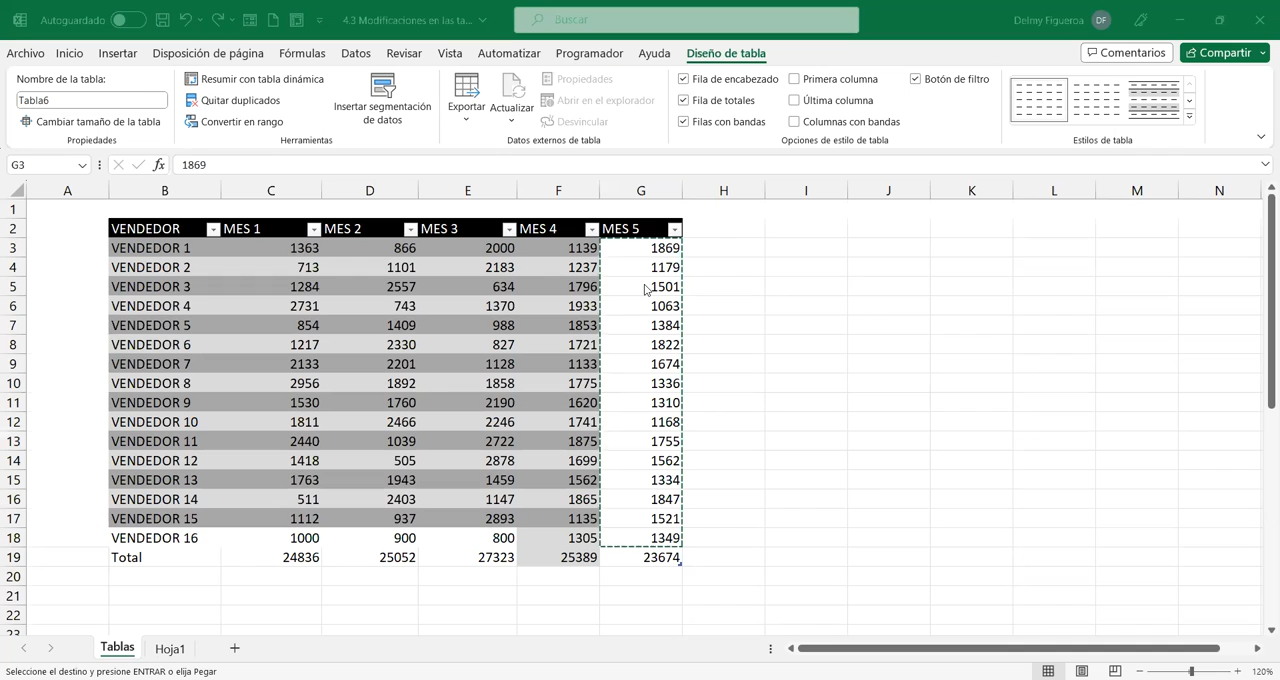 Autoguardado 4.3 Modificaciones en las ta... Buscar Delmy Figueroa DF
Archivo Inicio Insertar Disposición de página Fórmulas Datos Revisar Vista Automatizar Programador Ayuda Diseño de tabla Comentarios Compartir
Nombre de la tabla:
Tabla6
Cambiar tamaño de la tabla
Propiedades
Resumir con tabla dinámica
Quitar duplicados
Convertir en rango
Insertar segmentación
de datos
Herramientas
Exportar
Actualizar
Propiedades
Abrir en el explorador
Desvincular
Datos externos de tabla
Fila de encabezado
Fila de totales
Filas con bandas
Primera columna
Última columna
Columnas con bandas
Botón de filtro
Opciones de estilo de tabla
Estilos de tabla
G3 fx 1869
A B C D E F G H I J K L M N
1
2 VENDEDOR MES 1 MES 2 MES 3 MES 4 MES 5
3 VENDEDOR 1 1363 866 2000 1139 1869
4 VENDEDOR 2 713 1101 2183 1237 1179
5 VENDEDOR 3 1284 2557 634 1796 1501
6 VENDEDOR 4 2731 743 1370 1933 1063
7 VENDEDOR 5 854 1409 988 1853 1384
8 VENDEDOR 6 1217 2330 827 1721 1822
9 VENDEDOR 7 2133 2201 1128 1133 1674
10 VENDEDOR 8 2956 1892 1858 1775 1336
11 VENDEDOR 9 1530 1760 2190 1620 1310
12 VENDEDOR 10 1811 2466 2246 1741 1168
13 VENDEDOR 11 2440 1039 2722 1875 1755
14 VENDEDOR 12 1418 505 2878 1699 1562
15 VENDEDOR 13 1763 1943 1459 1562 1334
16 VENDEDOR 14 511 2403 1147 1865 1847
17 VENDEDOR 15 1112 937 2893 1135 1521
18 VENDEDOR 16 1000 900 800 1305 1349
19 Total 24836 25052 27323 25389 23674
20
21
22
23
Tablas Hoja1
Seleccione el destino y presione ENTRAR o elija Pegar 120%